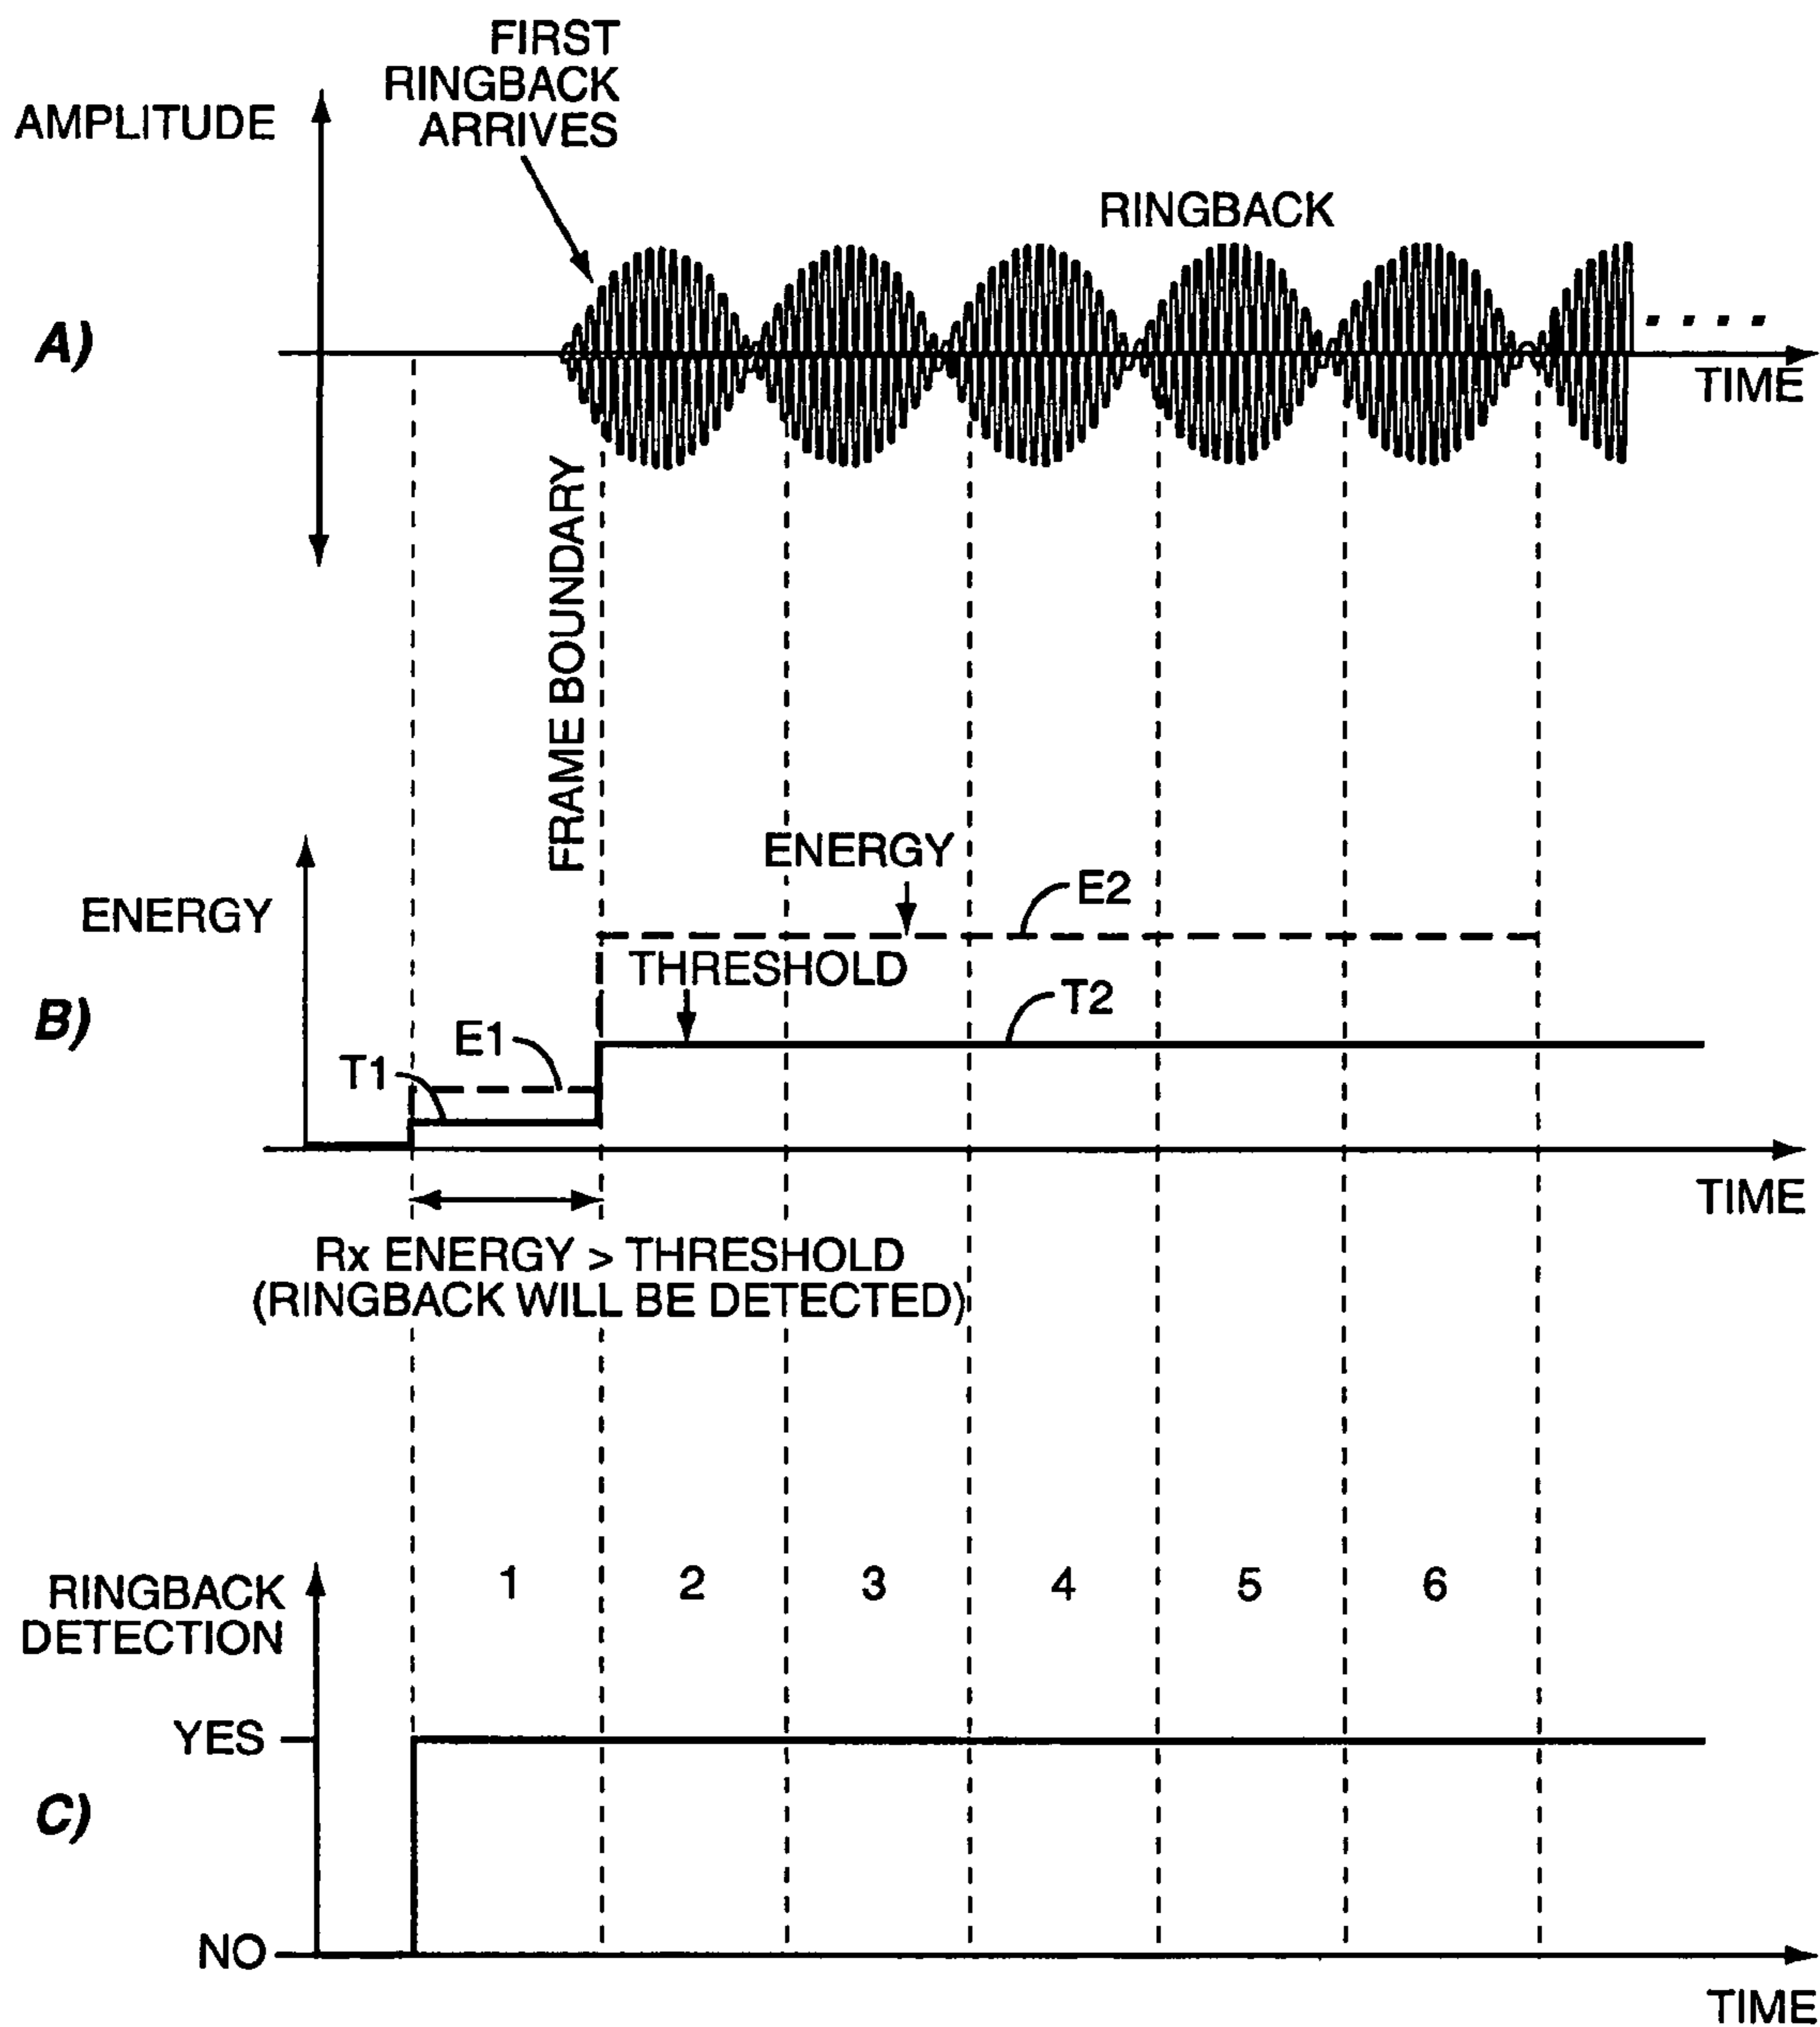 FIRST
RINGBACK
ARRIVES
AMPLITUDE
RINGBACK
A)
TIME
FRAME BOUNDARY
ENERGY
E2
ENERGY
THRESHOLD
T2
B)
E1
T1
TIME
Rx ENERGY > THRESHOLD
(RINGBACK WILL BE DETECTED)
RINGBACK
DETECTION
1 2 3 4 5 6
YES
C)
NO
TIME